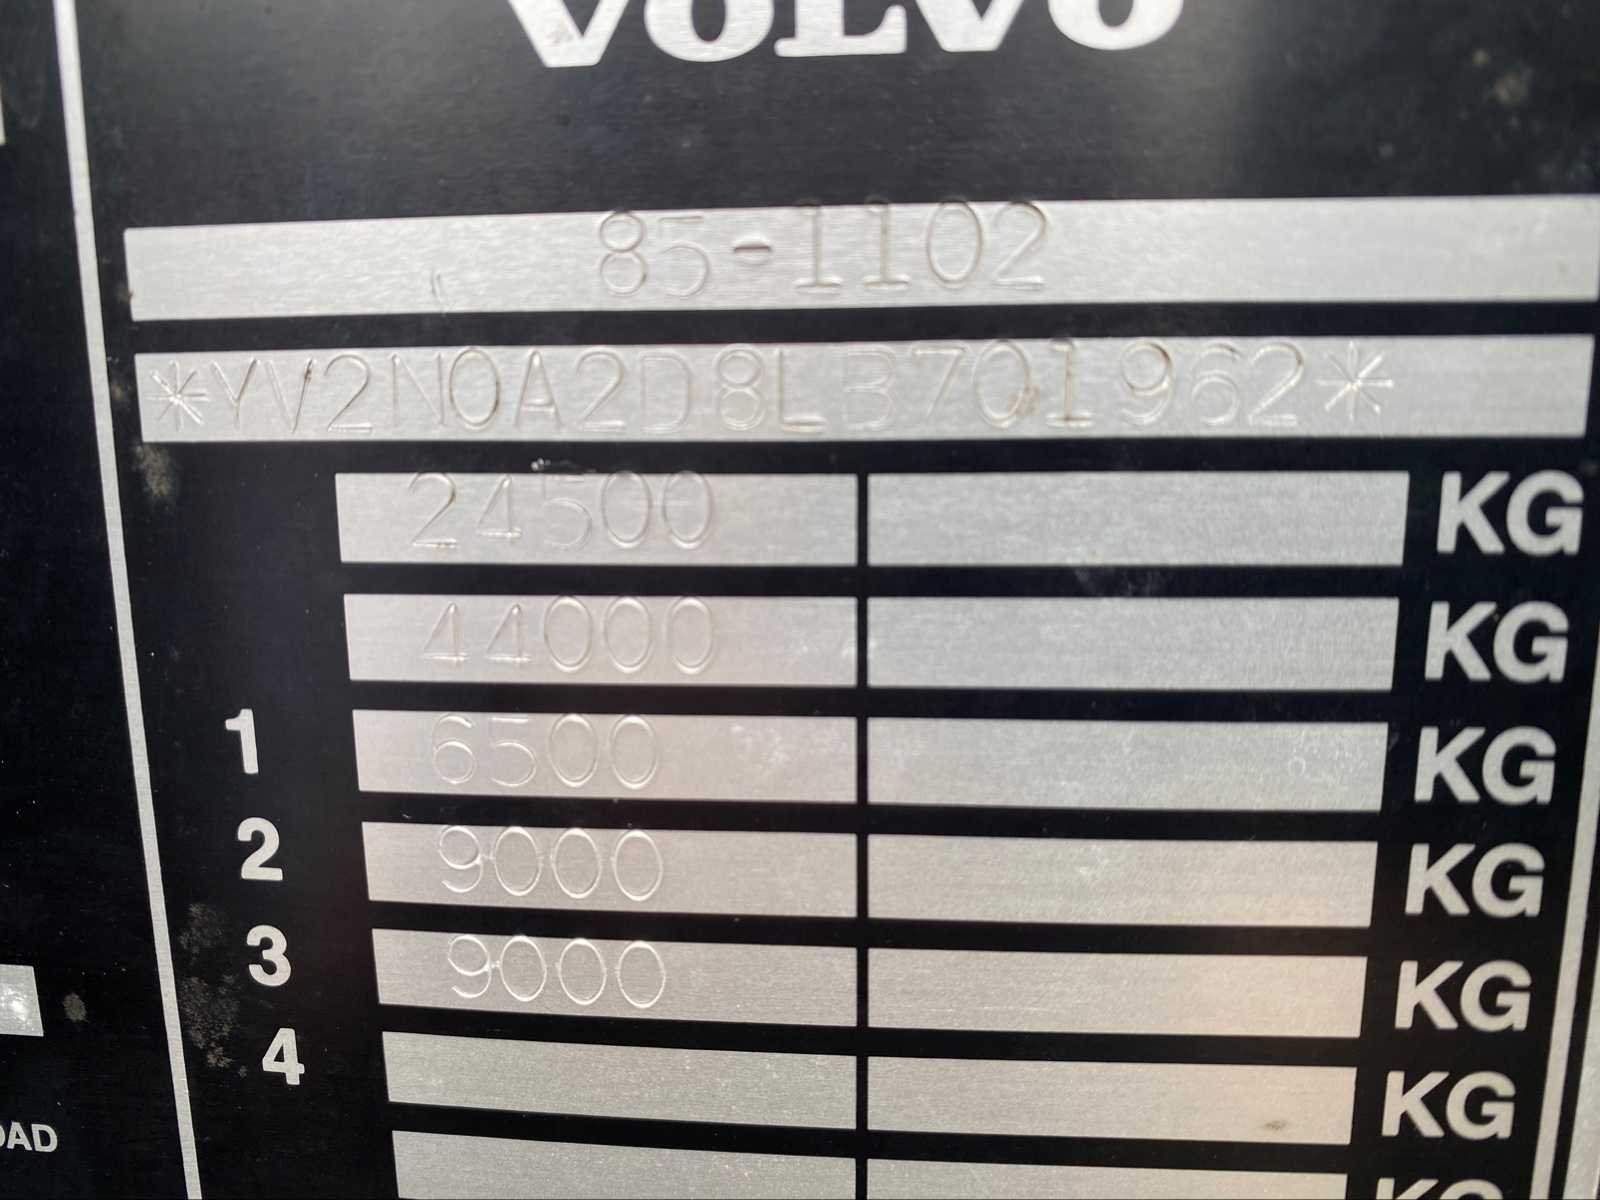 VOLVO
85-1102
*YV2N0A2D8LB701962*
24500 KG
44000 KG
1 6500 KG
2 9000 KG
3 9000 KG
4 KG
KG